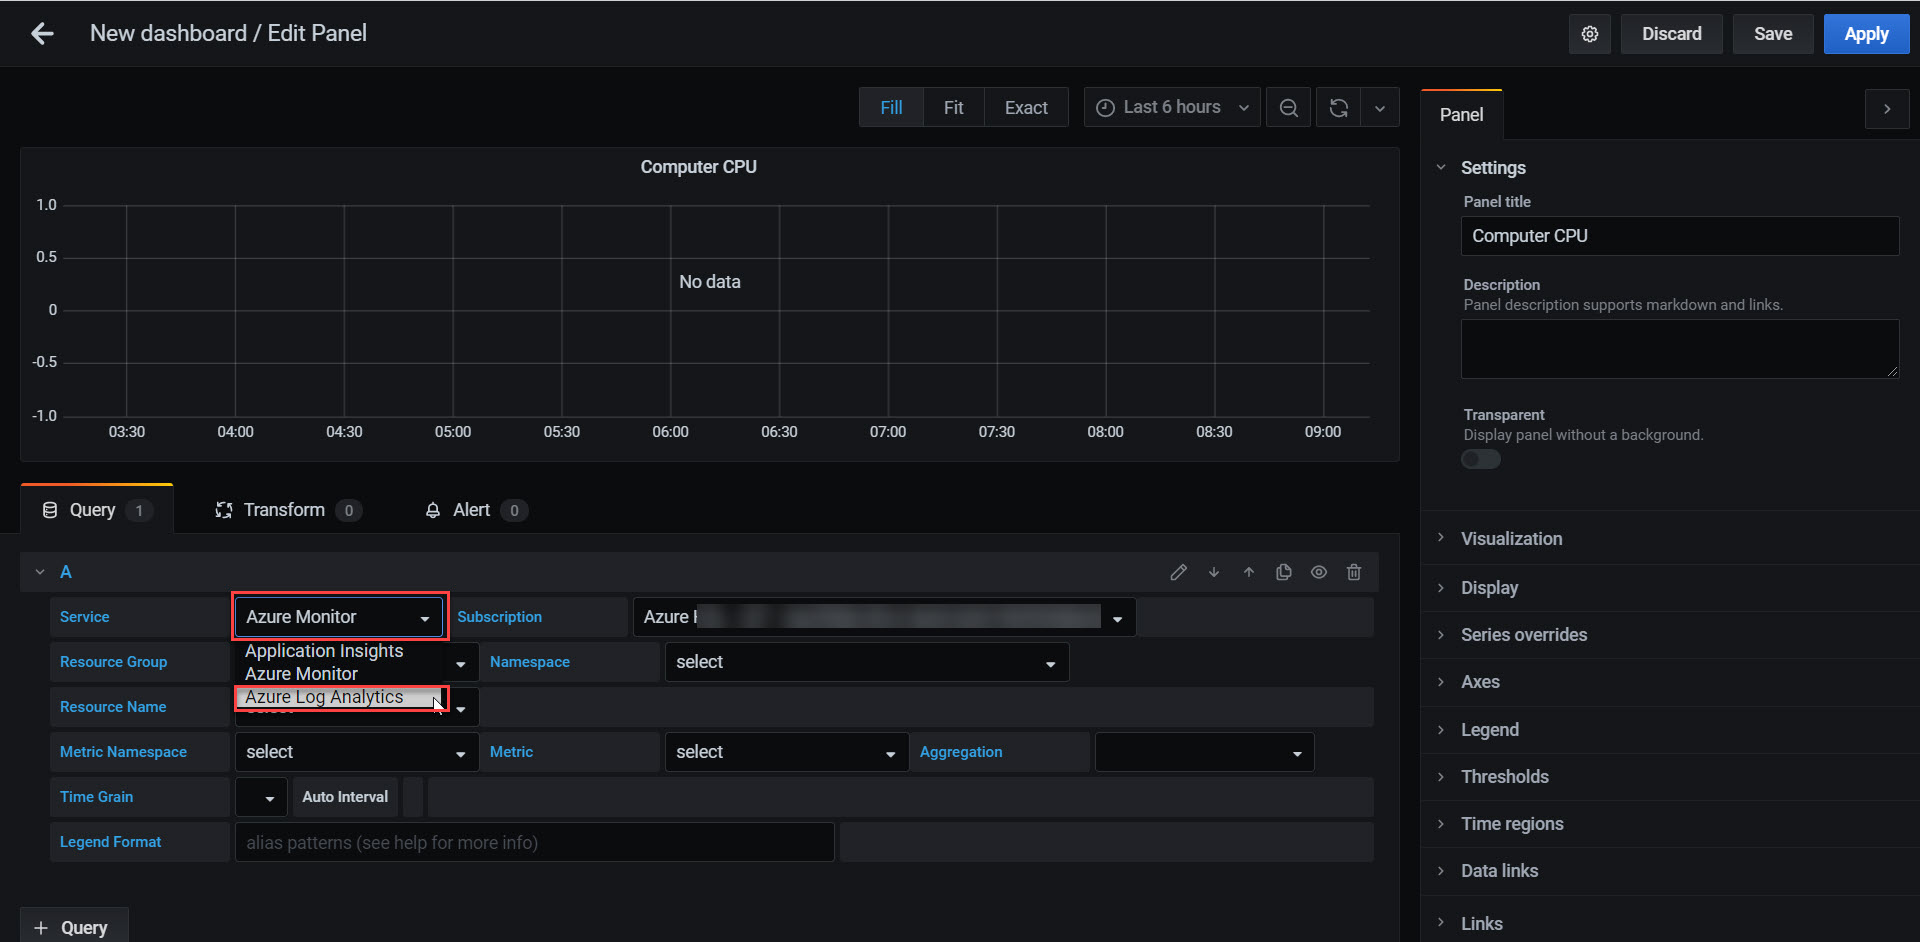 New dashboard / Edit Panel
Discard
Save
Apply
Fill
Fit
Exact
Last 6 hours
Panel
Computer CPU
1.0
0.5
0
-0.5
-1.0
No data
03:30 04:00 04:30 05:00 05:30 06:00 06:30 07:00 07:30 08:00 08:30 09:00
Settings
Panel title
Computer CPU
Description
Panel description supports markdown and links.
Transparent
Display panel without a background.
Query 1
Transform 0
Alert 0
A
Service
Azure Monitor
Subscription
Azure
Application Insights
Azure Monitor
Azure Log Analytics
Resource Group
Namespace
select
Resource Name
Metric Namespace
select
Metric
select
Aggregation
Time Grain
Auto Interval
Legend Format
alias patterns (see help for more info)
+ Query
Visualization
Display
Series overrides
Axes
Legend
Thresholds
Time regions
Data links
Links